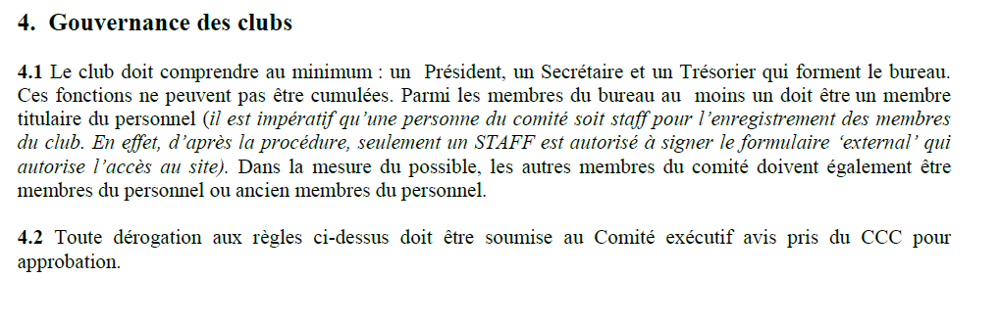 4. Gouvernance des clubs
4.1 Le club doit comprendre au minimum : un Président, un Secrétaire et un Trésorier qui forment le bureau.
Ces fonctions ne peuvent pas être cumulées. Parmi les membres du bureau au moins un doit être un membre
titulaire du personnel (il est impératif qu’une personne du comité soit staff pour l’enregistrement des membres
du club. En effet, d’après la procédure, seulement un STAFF est autorisé à signer le formulaire ‘external’ qui
autorise l’accès au site). Dans la mesure du possible, les autres membres du comité doivent également être
membres du personnel ou ancien membres du personnel.
4.2 Toute dérogation aux règles ci-dessus doit être soumise au Comité exécutif avis pris du CCC pour
approbation.